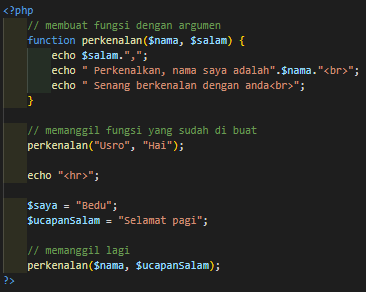 <?php
// membuat fungsi dengan argumen
function perkenalan($nama, $salam) {
echo $salam.",";
echo " Perkenalkan, nama saya adalah".$nama."<br>";
echo " Senang berkenalan dengan anda<br>";
}
// memanggil fungsi yang sudah di buat
perkenalan("Usro", "Hai");
echo "<hr>";
$saya = "Bedu";
$ucapanSalam = "Selamat pagi";
// memanggil lagi
perkenalan($nama, $ucapanSalam);
?>